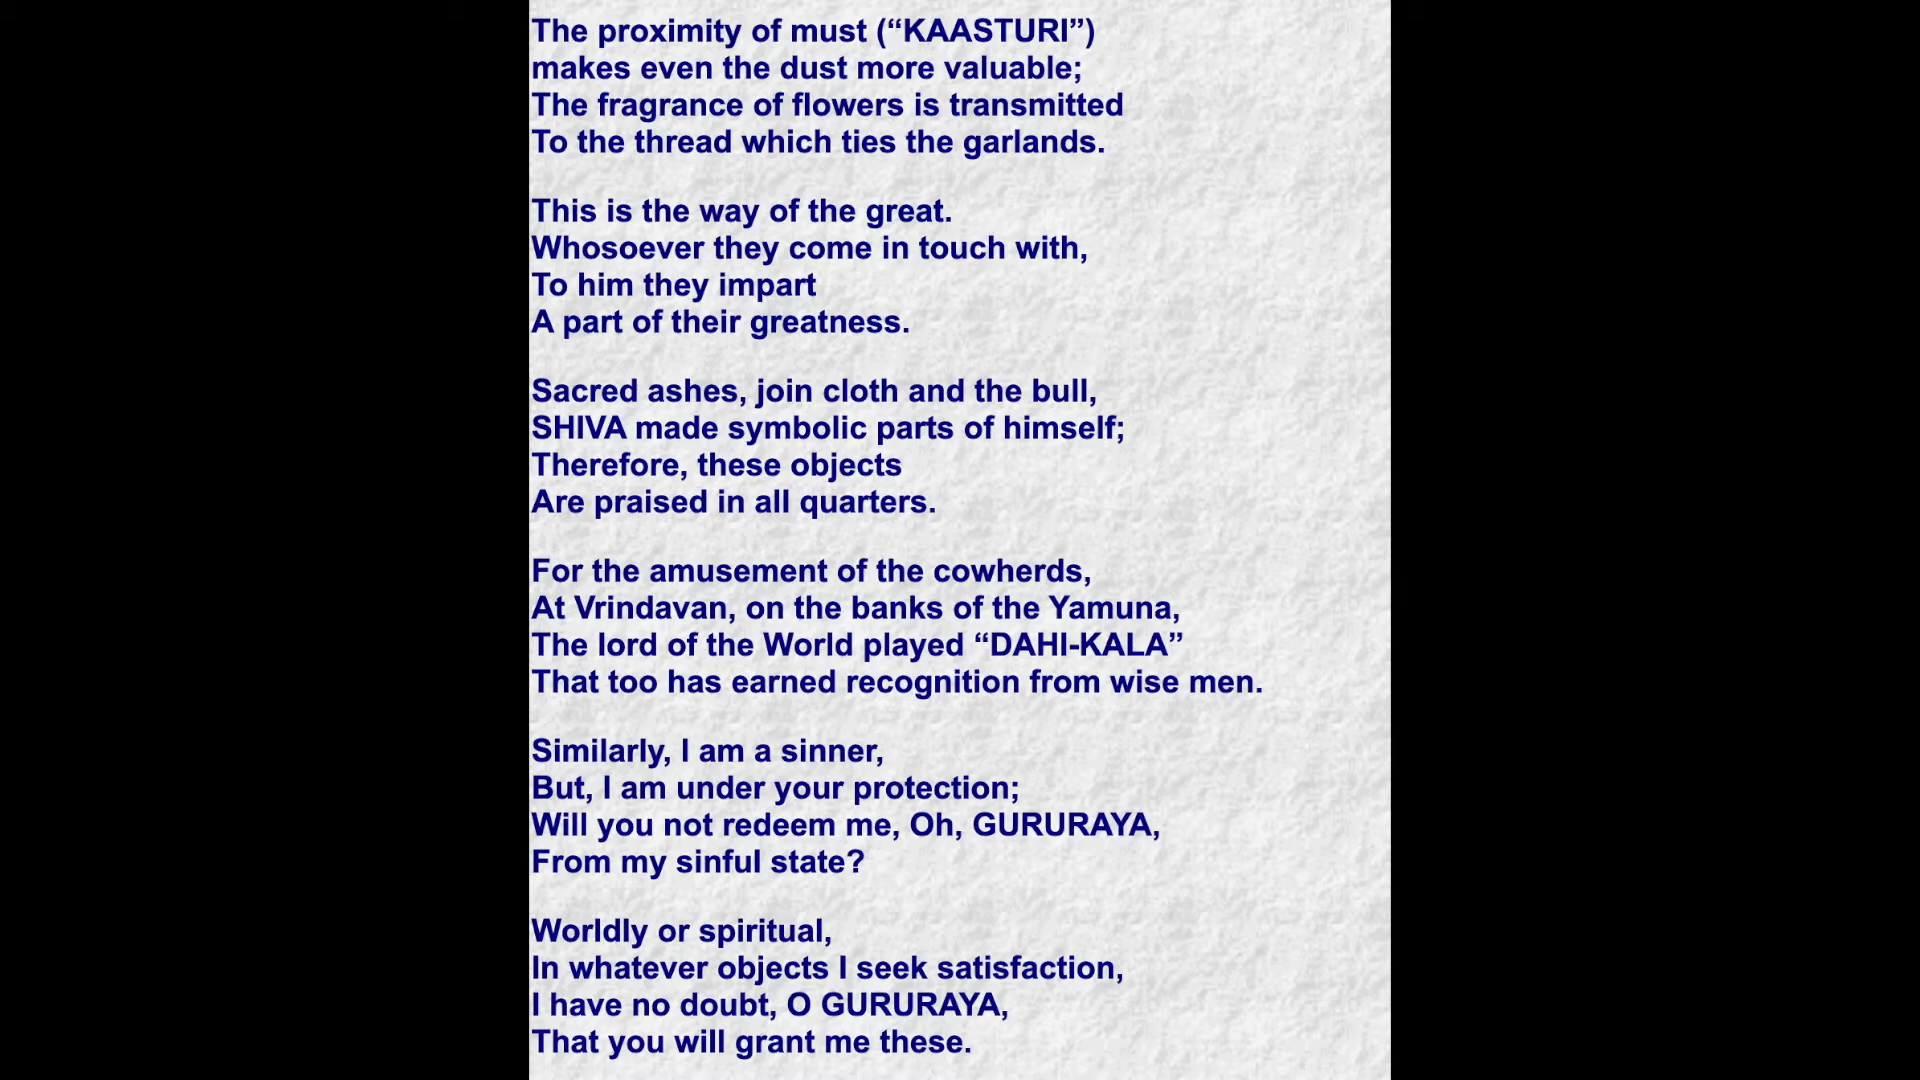 The proximity of must (“KAASTURI”)
makes even the dust more valuable;
The fragrance of flowers is transmitted
To the thread which ties the garlands.
This is the way of the great.
Whosoever they come in touch with,
To him they impart
A part of their greatness.
Sacred ashes, join cloth and the bull,
SHIVA made symbolic parts of himself;
Therefore, these objects
Are praised in all quarters.
For the amusement of the cowherds,
At Vrindavan, on the banks of the Yamuna,
The lord of the World played “DAHI-KALA”
That too has earned recognition from wise men.
Similarly, I am a sinner,
But, I am under your protection;
Will you not redeem me, Oh, GURURAYA,
From my sinful state?
Worldly or spiritual,
In whatever objects I seek satisfaction,
I have no doubt, O GURURAYA,
That you will grant me these.